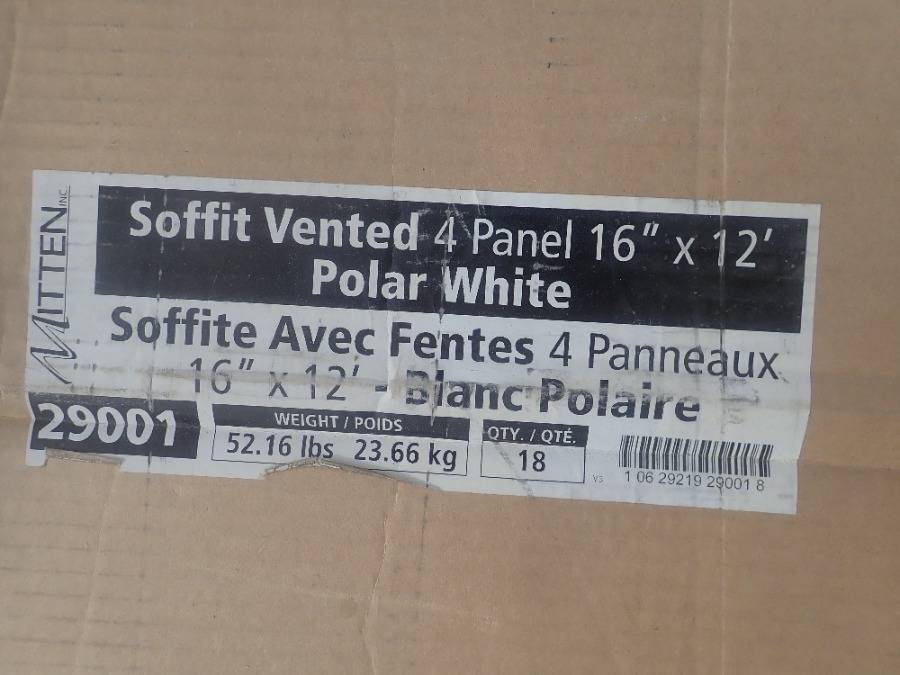 MITTEN INC.
Soffit Vented 4 Panel 16" x 12'
Polar White
Soffite Avec Fentes 4 Panneaux
16" x 12' - Blanc Polaire
29001
WEIGHT / POIDS
52.16 lbs 23.66 kg
QTY. / QTÉ.
18
V3
1 06 29219 29001 8